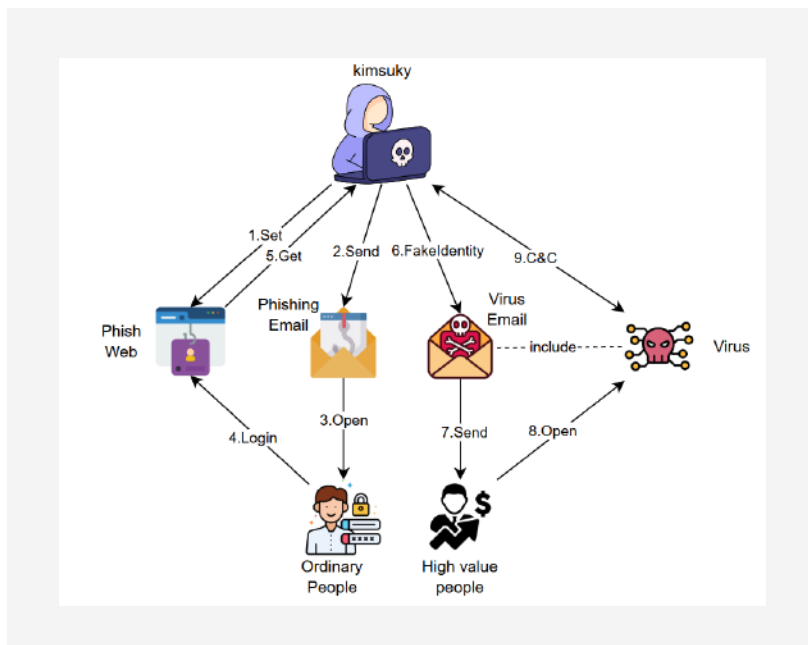 kimsuky
1.Set
5.Get
2.Send
6.FakeIdentity
9.C&C
Phish
Web
Phishing
Email
Virus
Email
include
Virus
3.Open
4.Login
7.Send
8.Open
Ordinary
People
High value
people